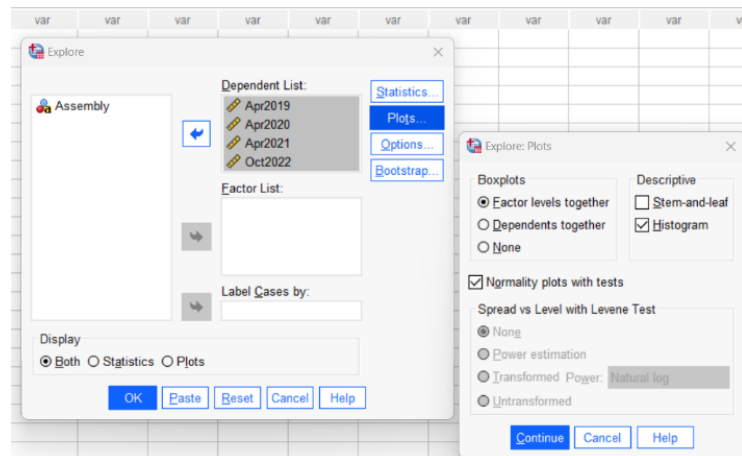 var var var var var var var var var var v
Explore
Assembly
Dependent List:
Apr2019
Apr2020
Apr2021
Oct2022
Factor List:
Label Cases by:
Statistics...
Plots...
Options...
Bootstrap...
Display
Both Statistics Plots
OK Paste Reset Cancel Help
Explore: Plots
Boxplots
Factor levels together
Dependents together
None
Descriptive
Stem-and-leaf
Histogram
Normality plots with tests
Spread vs Level with Levene Test
None
Power estimation
Transformed Power: Natural log
Untransformed
Continue Cancel Help